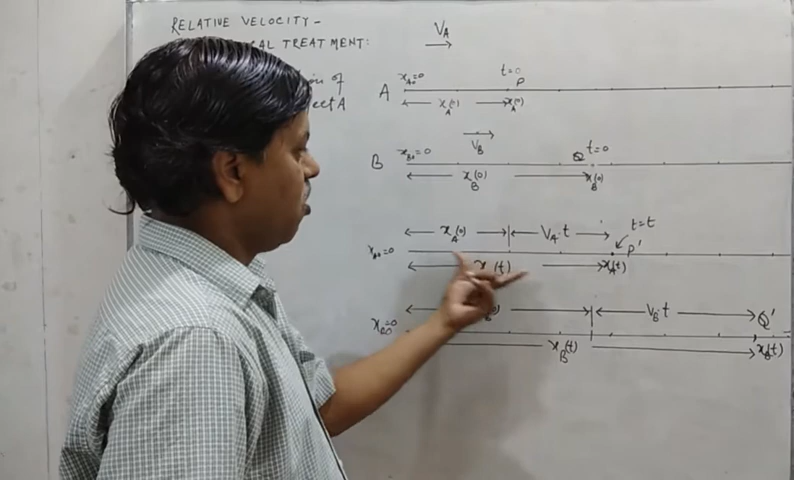 RELATIVE VELOCITY -
CAL TREATMENT:
V_A
t=0
x_A0=0 P
A
x_A(0) x_A(0)
V_B
B x_B0=0 Q t=0
x_B(0) x_B(0)
x_A(0) V_A t t=t
x_A0=0 P'
(t) x_A(t)
V_B t Q'
x_B0=0
x_B(t) x_B(t)